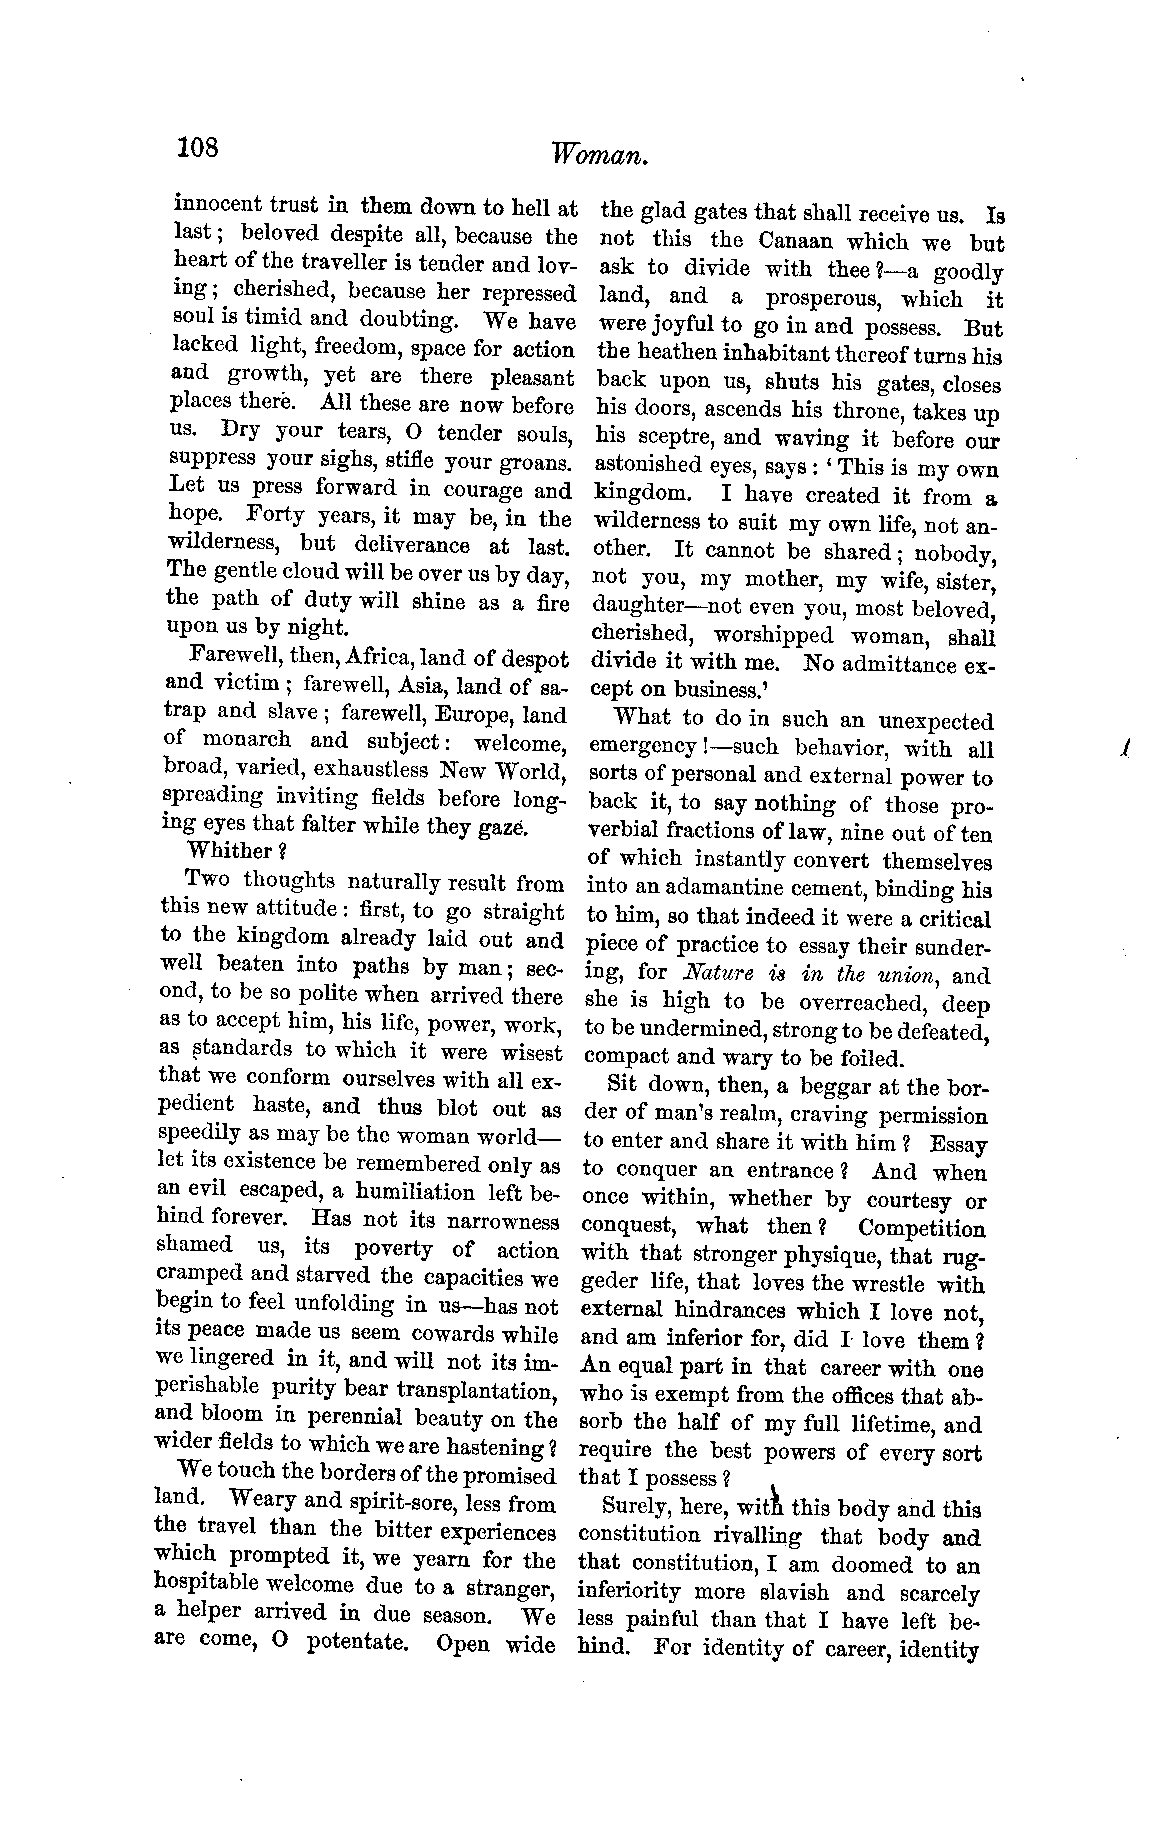 108
Woman.
innocent trust in them down to hell at
last; beloved despite all, because the
heart of the traveller is tender and lov-
ing; cherished, because her repressed
soul is timid and doubting. We have
lacked light, freedom, space for action
and growth, yet are there pleasant
places there. All these are now before
us. Dry your tears, O tender souls,
suppress your sighs, stifle your groans.
Let us press forward in courage and
hope. Forty years, it may be, in the
wilderness, but deliverance at last.
The gentle cloud will be over us by day,
the path of duty will shine as a fire
upon us by night.
Farewell, then, Africa, land of despot
and victim; farewell, Asia, land of sa-
trap and slave; farewell, Europe, land
of monarch and subject: welcome,
broad, varied, exhaustless New World,
spreading inviting fields before long-
ing eyes that falter while they gaze.
Whither?
Two thoughts naturally result from
this new attitude: first, to go straight
to the kingdom already laid out and
well beaten into paths by man; sec-
ond, to be so polite when arrived there
as to accept him, his life, power, work,
as standards to which it were wisest
that we conform ourselves with all ex-
pedient haste, and thus blot out as
speedily as may be the woman world—
let its existence be remembered only as
an evil escaped, a humiliation left be-
hind forever. Has not its narrowness
shamed us, its poverty of action
cramped and starved the capacities we
begin to feel unfolding in us—has not
its peace made us seem cowards while
we lingered in it, and will not its im-
perishable purity bear transplantation,
and bloom in perennial beauty on the
wider fields to which we are hastening?
We touch the borders of the promised
land. Weary and spirit-sore, less from
the travel than the bitter experiences
which prompted it, we yearn for the
hospitable welcome due to a stranger,
a helper arrived in due season. We
are come, O potentate. Open wide
the glad gates that shall receive us. Is
not this the Canaan which we but
ask to divide with thee?—a goodly
land, and a prosperous, which it
were joyful to go in and possess. But
the heathen inhabitant thereof turns his
back upon us, shuts his gates, closes
his doors, ascends his throne, takes up
his sceptre, and waving it before our
astonished eyes, says: 'This is my own
kingdom. I have created it from a
wilderness to suit my own life, not an-
other. It cannot be shared; nobody,
not you, my mother, my wife, sister,
daughter—not even you, most beloved,
cherished, worshipped woman, shall
divide it with me. No admittance ex-
cept on business.'
What to do in such an unexpected
emergency!—such behavior, with all
sorts of personal and external power to
back it, to say nothing of those pro-
verbial fractions of law, nine out of ten
of which instantly convert themselves
into an adamantine cement, binding his
to him, so that indeed it were a critical
piece of practice to essay their sunder-
ing, for Nature is in the union, and
she is high to be overreached, deep
to be undermined, strong to be defeated,
compact and wary to be foiled.
Sit down, then, a beggar at the bor-
der of man's realm, craving permission
to enter and share it with him? Essay
to conquer an entrance? And when
once within, whether by courtesy or
conquest, what then? Competition
with that stronger physique, that rug-
geder life, that loves the wrestle with
external hindrances which I love not,
and am inferior for, did I love them?
An equal part in that career with one
who is exempt from the offices that ab-
sorb the half of my full lifetime, and
require the best powers of every sort
that I possess?
Surely, here, with this body and this
constitution rivalling that body and
that constitution, I am doomed to an
inferiority more slavish and scarcely
less painful than that I have left be-
hind. For identity of career, identity